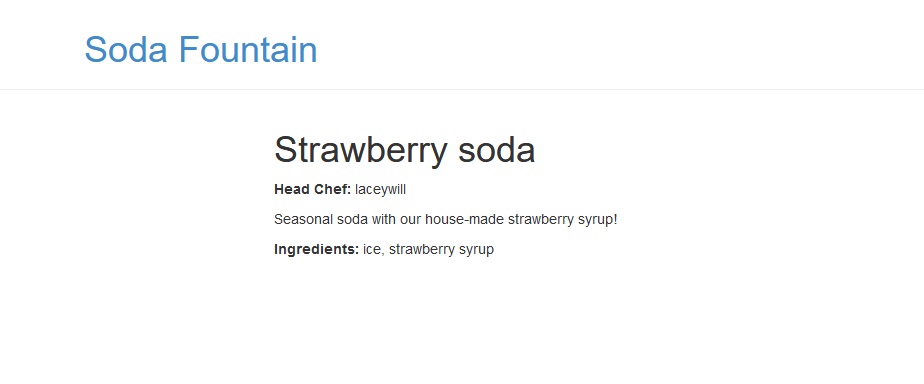 Soda Fountain
Strawberry soda
Head Chef: laceywill
Seasonal soda with our house-made strawberry syrup!
Ingredients: ice, strawberry syrup